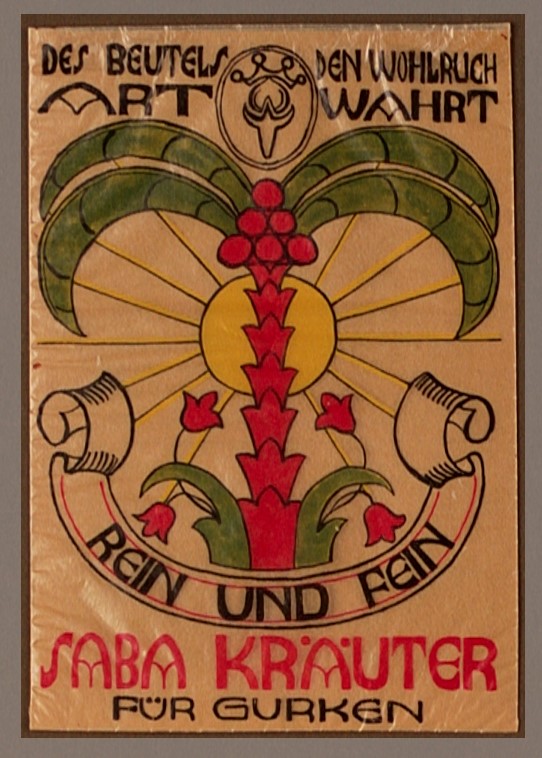 DES BEUTELS DEN WOHLRUCH
ART WAHRT
REIN UND FEIN
SABA KRÄUTER
FÜR GURKEN